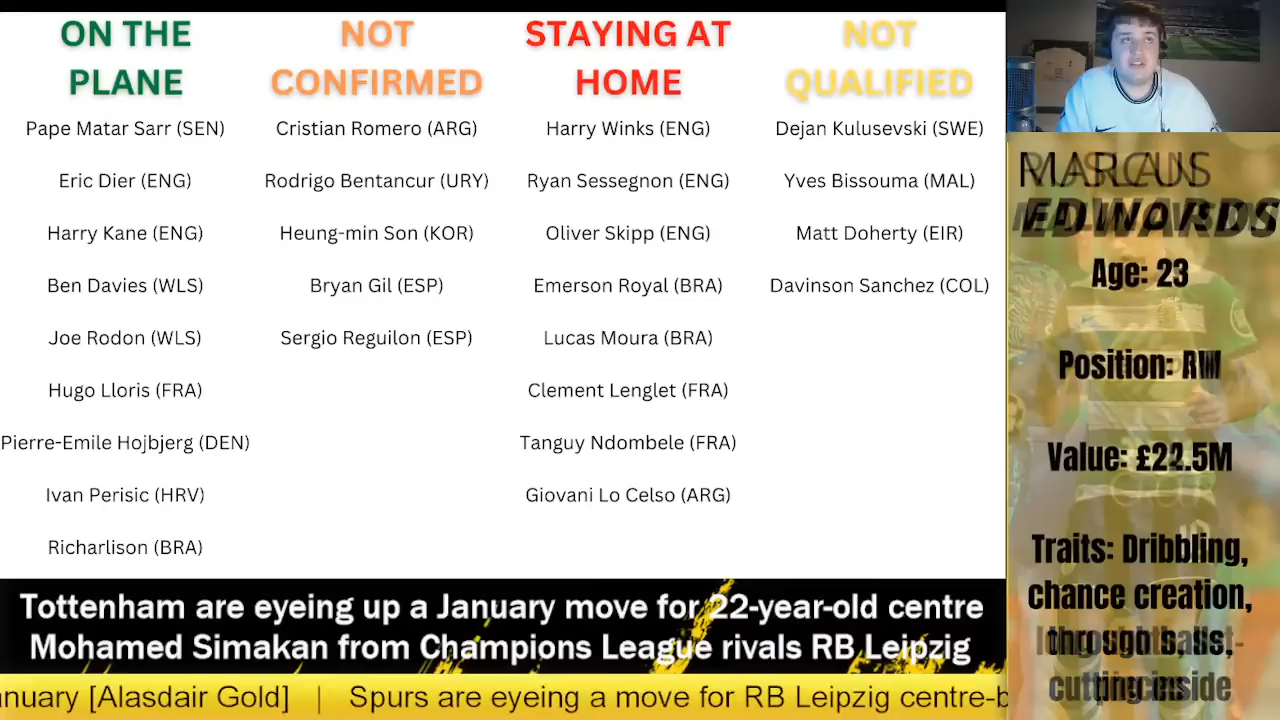 ON THE
PLANE
Pape Matar Sarr (SEN)
Eric Dier (ENG)
Harry Kane (ENG)
Ben Davies (WLS)
Joe Rodon (WLS)
Hugo Lloris (FRA)
Pierre-Emile Hojbjerg (DEN)
Ivan Perisic (HRV)
Richarlison (BRA)
NOT
CONFIRMED
Cristian Romero (ARG)
Rodrigo Bentancur (URY)
Heung-min Son (KOR)
Bryan Gil (ESP)
Sergio Reguilon (ESP)
STAYING AT
HOME
Harry Winks (ENG)
Ryan Sessegnon (ENG)
Oliver Skipp (ENG)
Emerson Royal (BRA)
Lucas Moura (BRA)
Clement Lenglet (FRA)
Tanguy Ndombele (FRA)
Giovani Lo Celso (ARG)
NOT
QUALIFIED
Dejan Kulusevski (SWE)
Yves Bissouma (MAL)
Matt Doherty (EIR)
Davinson Sanchez (COL)
EDWARDS
Age: 23
Position: RW
Value: £22.5M
Traits: Dribbling,
chance creation,
through balls,
cutting inside
Tottenham are eyeing up a January move for 22-year-old centre
Mohamed Simakan from Champions League rivals RB Leipzig
anuary [Alasdair Gold] | Spurs are eyeing a move for RB Leipzig centre-b